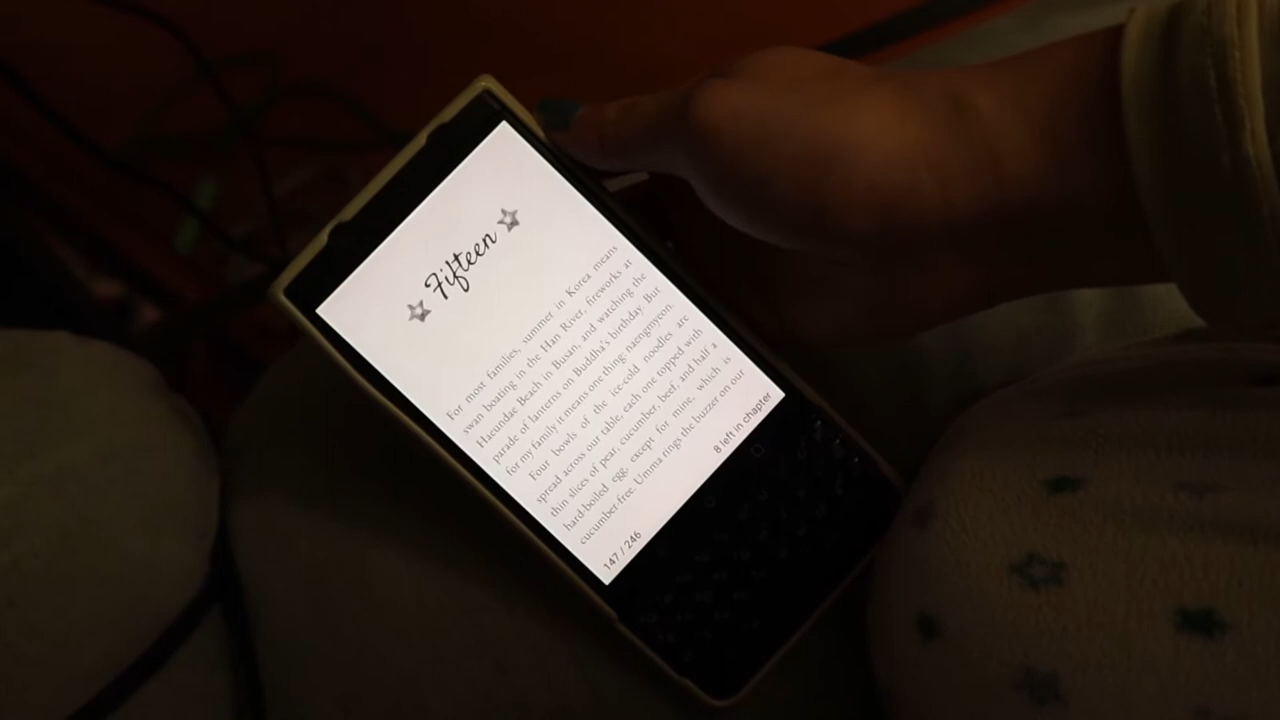 Fifteen
For most families, summer in Korea means
swan boating in the Han River, fireworks at
Haeundae Beach in Busan, and watching the
parade of lanterns on Buddha's birthday. But
for my family it means one thing: naengmyeon.
Four bowls of the ice-cold noodles are
spread across our table, each one topped with
thin slices of pear, cucumber, beef, and half a
hard-boiled egg, except for mine, which is
cucumber-free. Umma rings the buzzer on our
147 / 246
8 left in chapter